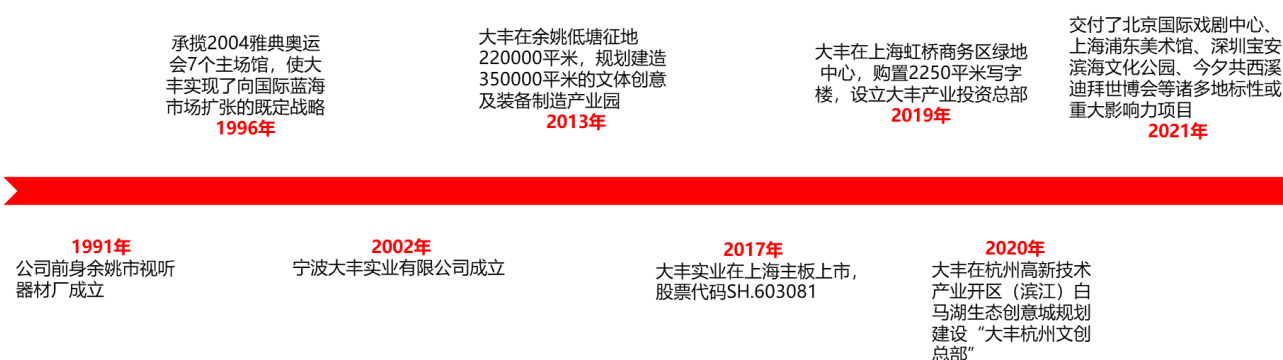 承揽2004雅典奥运
会7个主场馆，使大
丰实现了向国际蓝海
市场扩张的既定战略
1996年
大丰在余姚低塘征地
220000平米，规划建造
350000平米的文体创意
及装备制造产业园
2013年
大丰在上海虹桥商务区绿地
中心，购置2250平米写字
楼，设立大丰产业投资总部
2019年
交付了北京国际戏剧中心、
上海浦东美术馆、深圳宝安
滨海文化公园、今夕共西溪
迪拜世博会等诸多地标性或
重大影响力项目
2021年
1991年
公司前身余姚市视听
器材厂成立
2002年
宁波大丰实业有限公司成立
2017年
大丰实业在上海主板上市，
股票代码SH.603081
2020年
大丰在杭州高新技术
产业开区（滨江）白
马湖生态创意城规划
建设“大丰杭州文创
总部”